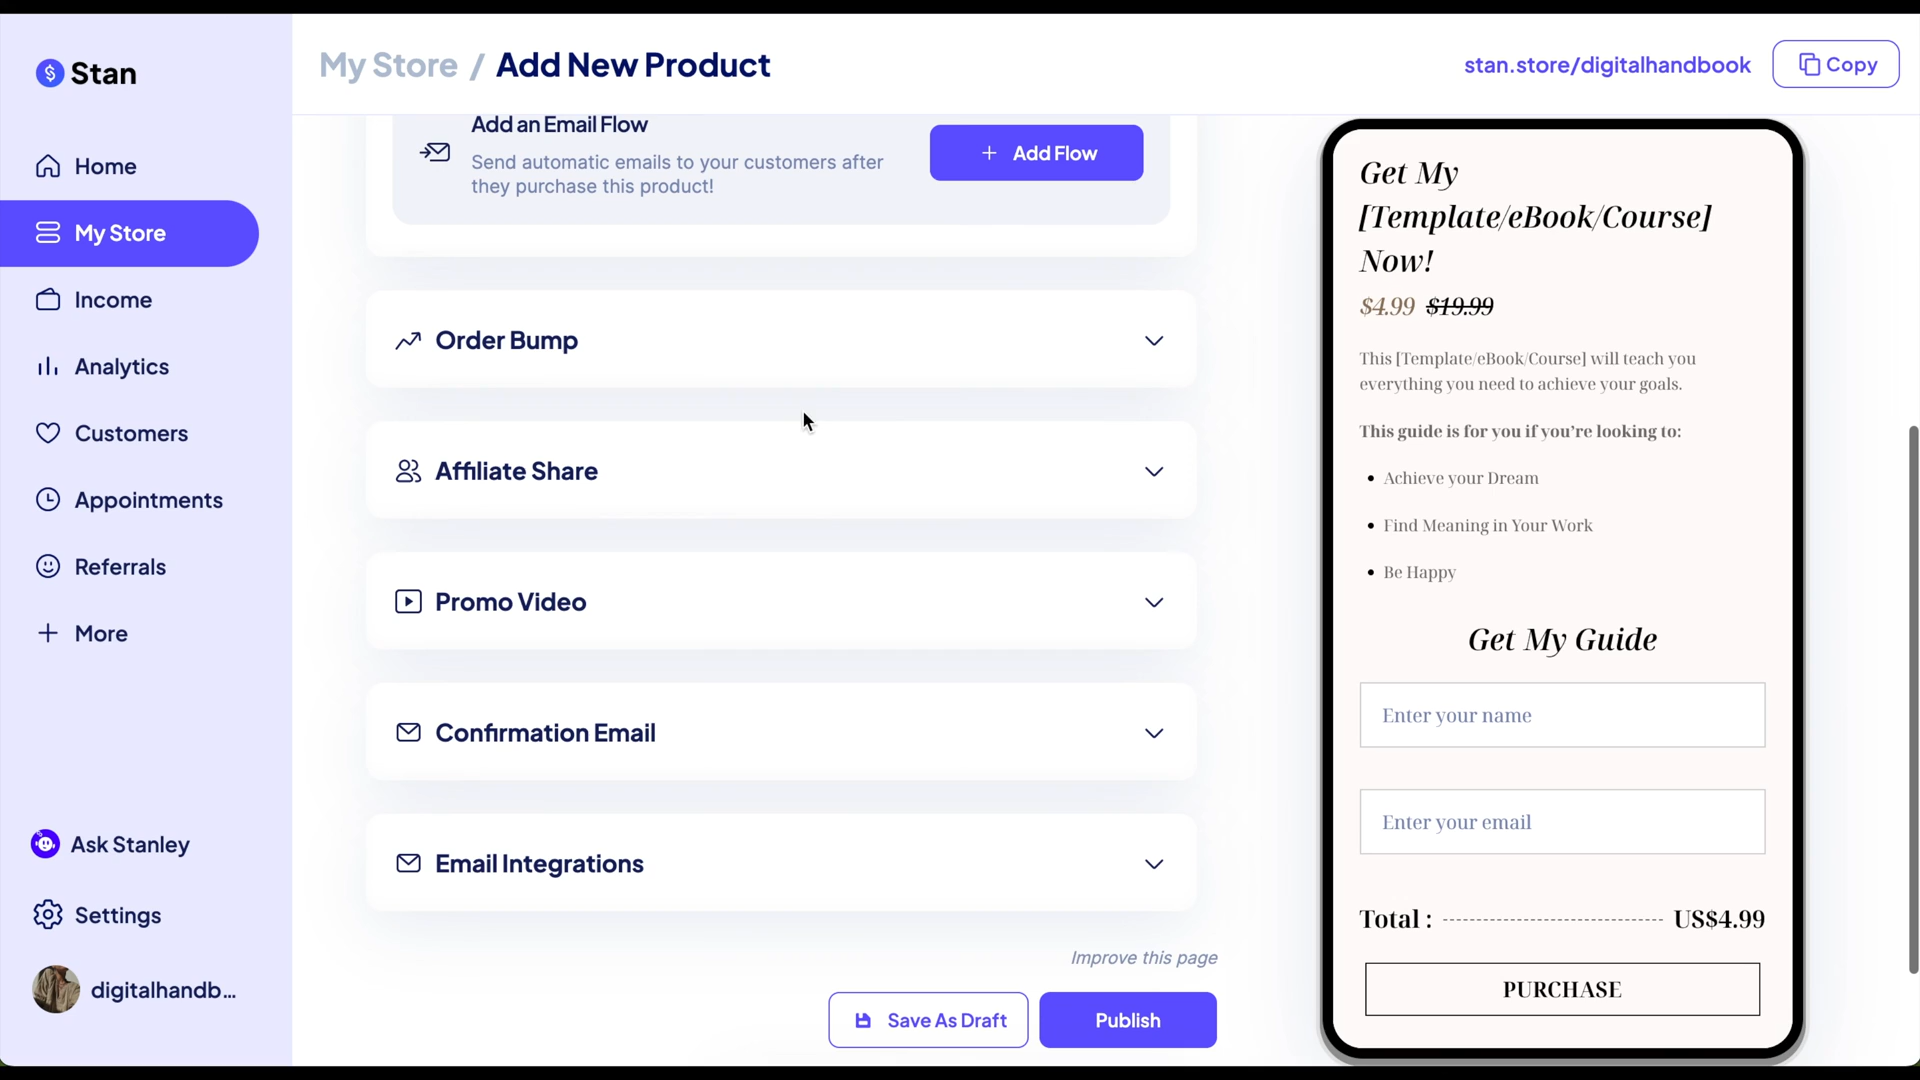 Stan
My Store / Add New Product
stan.store/digitalhandbook
Copy
Home
My Store
Income
Analytics
Customers
Appointments
Referrals
More
Ask Stanley
Settings
digitalhandb...
Add an Email Flow
Send automatic emails to your customers after
they purchase this product!
+ Add Flow
Order Bump
Affiliate Share
Promo Video
Confirmation Email
Email Integrations
Improve this page
Save As Draft
Publish
Get My
[Template/eBook/Course]
Now!
$4.99 $19.99
This [Template/eBook/Course] will teach you
everything you need to achieve your goals.
This guide is for you if you’re looking to:
• Achieve your Dream
• Find Meaning in Your Work
• Be Happy
Get My Guide
Enter your name
Enter your email
Total : US$4.99
PURCHASE